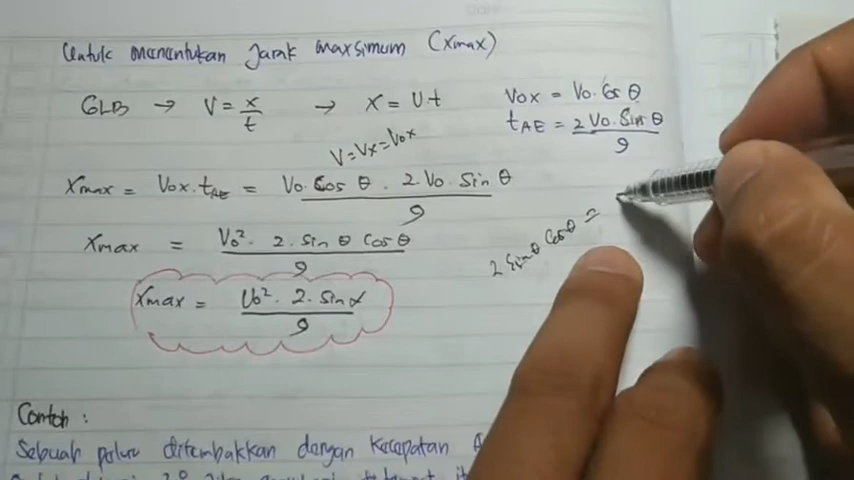 Untuk menentukan Jarak maxsimum (Xmax)
GLB → V = x/t → X = V.t
Vox = Vo. Cos θ
tAE = 2 Vo. Sin θ / g
V = Vx = Vox
Xmax = Vox. tAE = Vo. Cos θ . 2. Vo. Sin θ / g
Xmax = Vo². 2. Sin θ Cos θ / g
2 Sin θ Cos θ =
Xmax = Vo². 2. Sin α / g
Contoh :
Sebuah peluru ditembakkan dengan Kecepatan